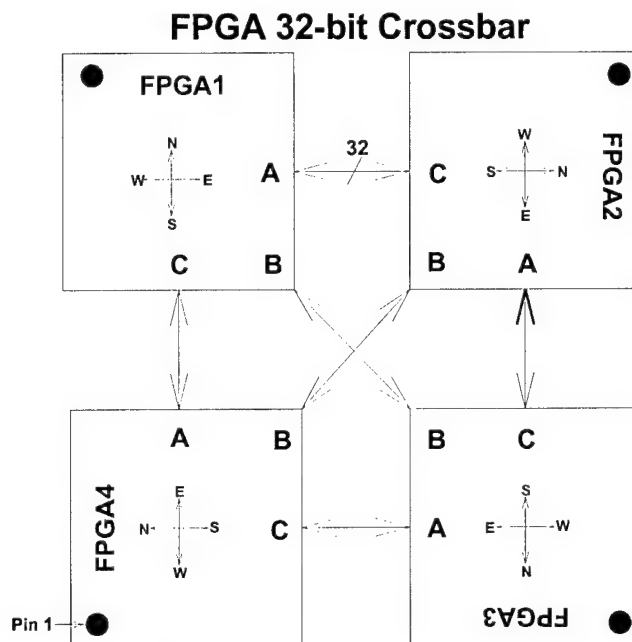 FPGA 32-bit Crossbar
FPGA1
N
W E
S
A
C B
32
FPGA2
W
S N
E
C
B A
A B
FPGA4
E
N S
W
C
Pin 1
B C
S
E W
N
A
FPGA3